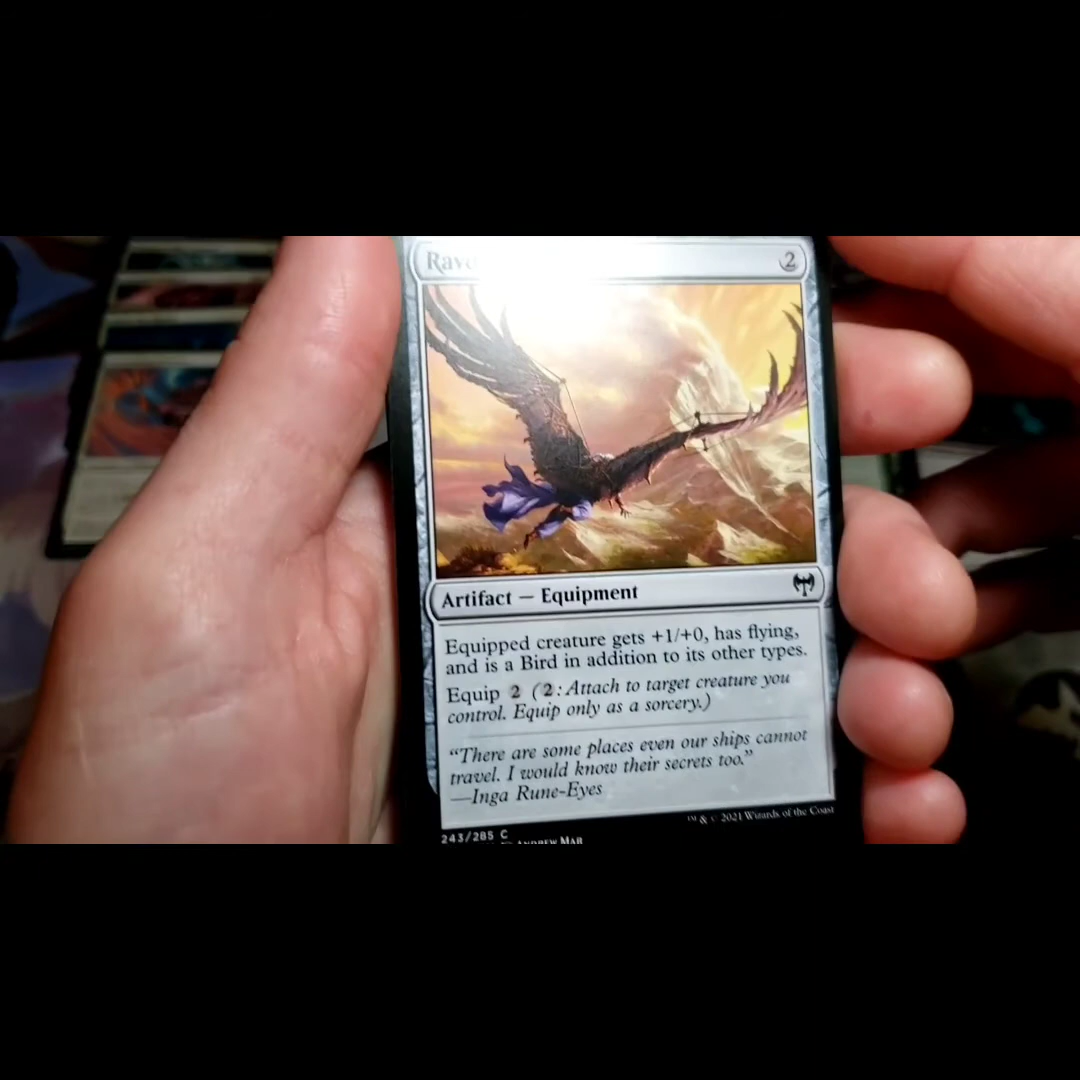 Rav
2
Artifact — Equipment
Equipped creature gets +1/+0, has flying,
and is a Bird in addition to its other types.
Equip 2 (2: Attach to target creature you
control. Equip only as a sorcery.)
“There are some places even our ships cannot
travel. I would know their secrets too.”
—Inga Rune-Eyes
™ & © 2021 Wizards of the Coast
243/285 C
Andrew Mar